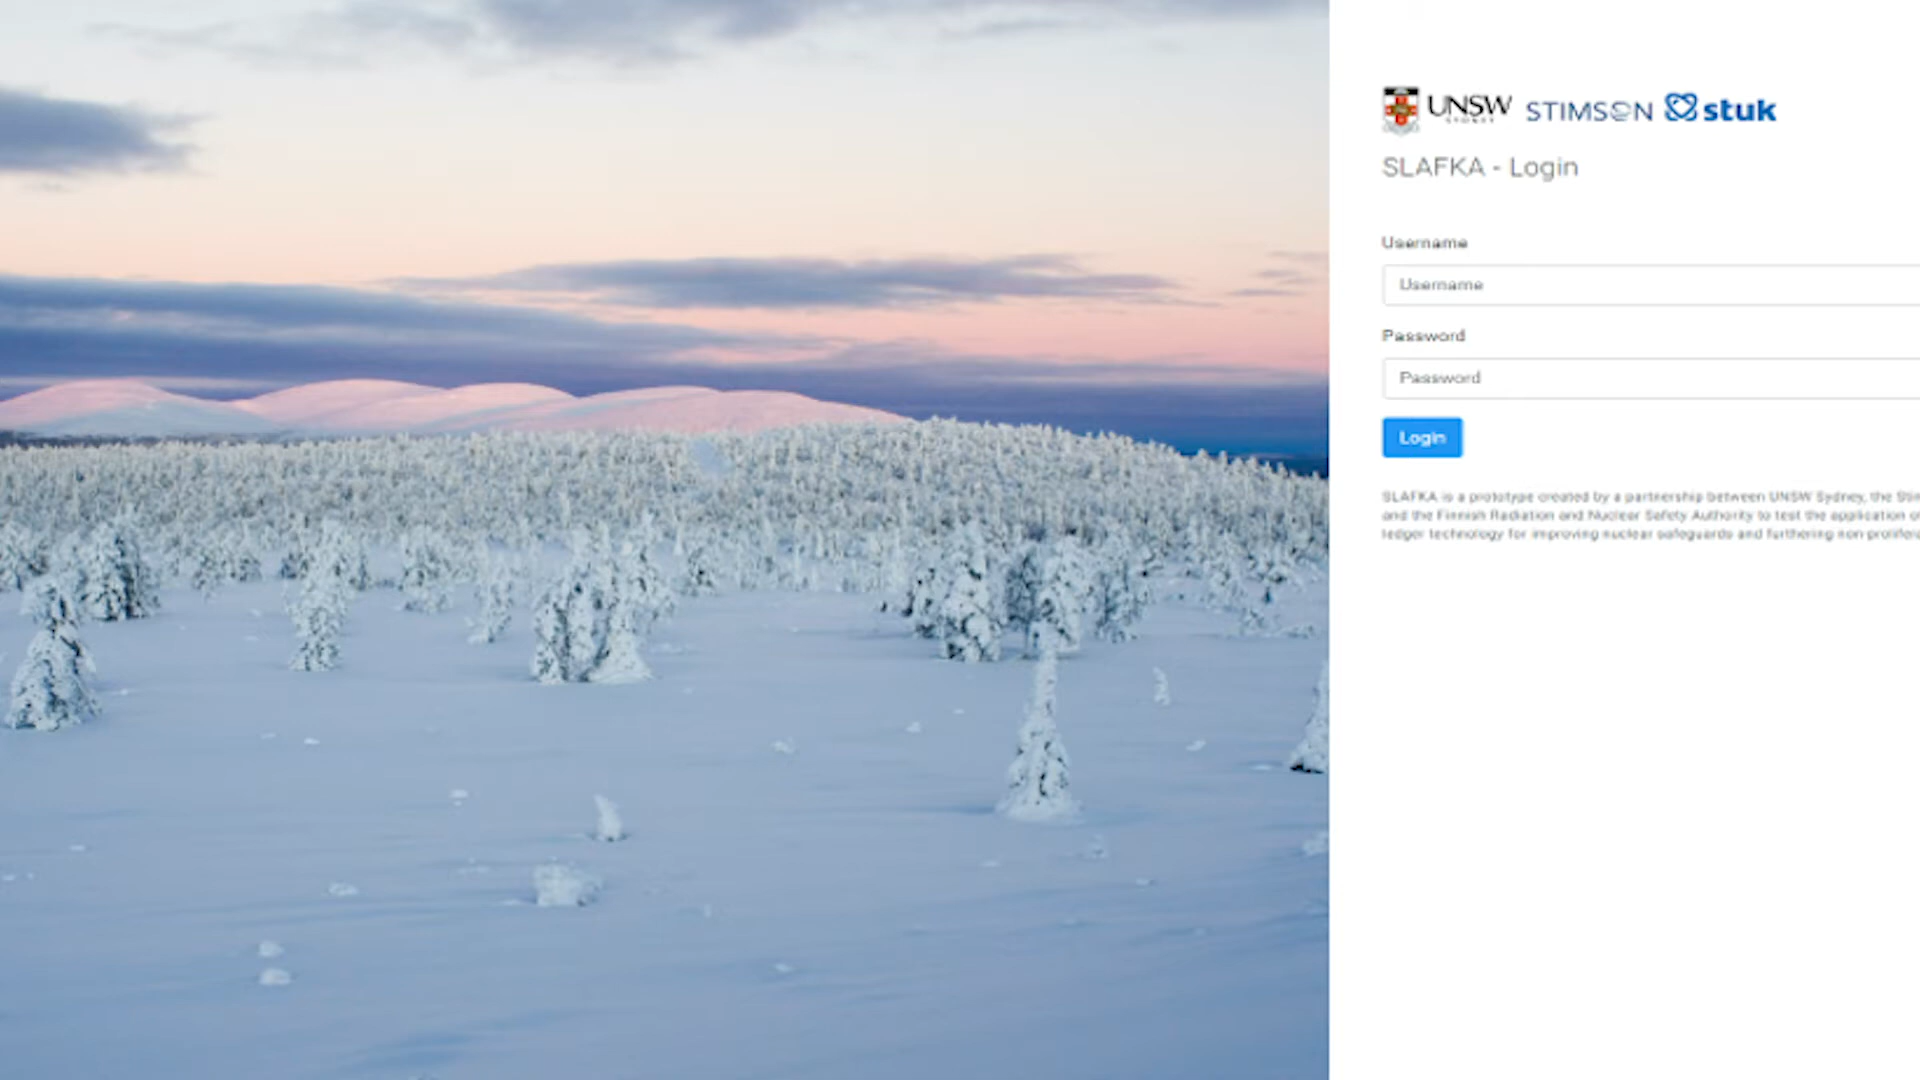 UNSW STIMSON stuk
SYDNEY
SLAFKA - Login
Username
Username
Password
Password
Login
SLAFKA is a prototype created by a partnership between UNSW Sydney, the
and the Finnish Radiation and Nuclear Safety Authority to test the application
ledger technology for improving nuclear safeguards and furthering